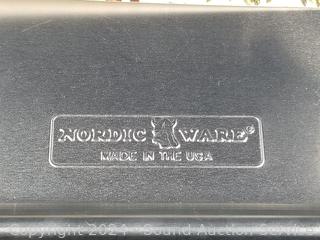 NORDIC WARE®
MADE IN THE USA
Copyright 2024 - Sound Auction Service